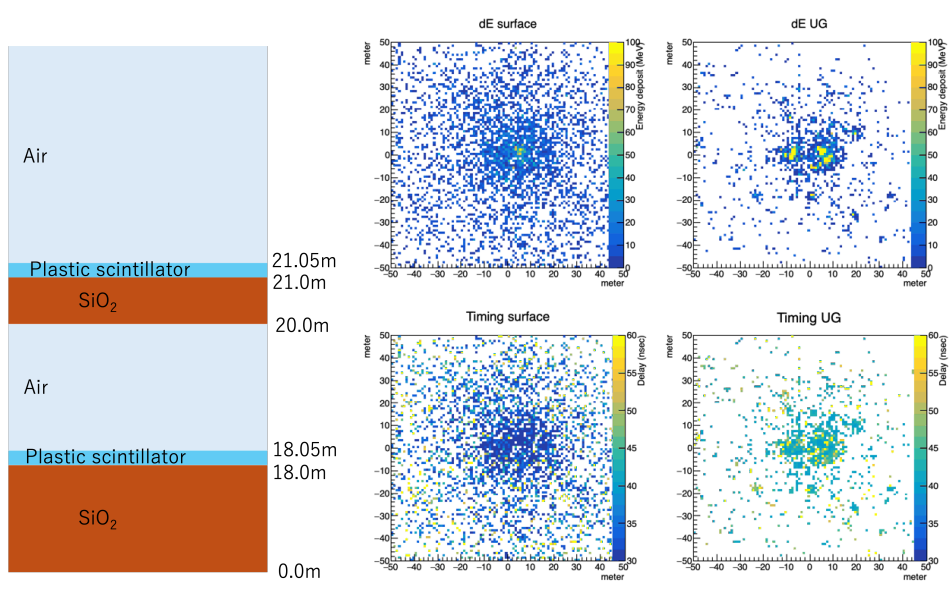 Air
Plastic scintillator
21.05m
21.0m
SiO₂
20.0m
Air
Plastic scintillator
18.05m
18.0m
SiO₂
0.0m
dE surface
meter
50
40
30
20
10
0
−10
−20
−30
−40
−50
−50 −40 −30 −20 −10 0 10 20 30 40 50
meter
100
90
80
70
60
50
40
30
20
10
0
Energy deposit (MeV)
dE UG
meter
50
40
30
20
10
0
−10
−20
−30
−40
−50
−50 −40 −30 −20 −10 0 10 20 30 40 50
meter
100
90
80
70
60
50
40
30
20
10
0
Energy deposit (MeV)
Timing surface
meter
50
40
30
20
10
0
−10
−20
−30
−40
−50
−50 −40 −30 −20 −10 0 10 20 30 40 50
meter
60
55
50
45
40
35
30
Delay (nsec)
Timing UG
meter
50
40
30
20
10
0
−10
−20
−30
−40
−50
−50 −40 −30 −20 −10 0 10 20 30 40 50
meter
60
55
50
45
40
35
30
Delay (nsec)